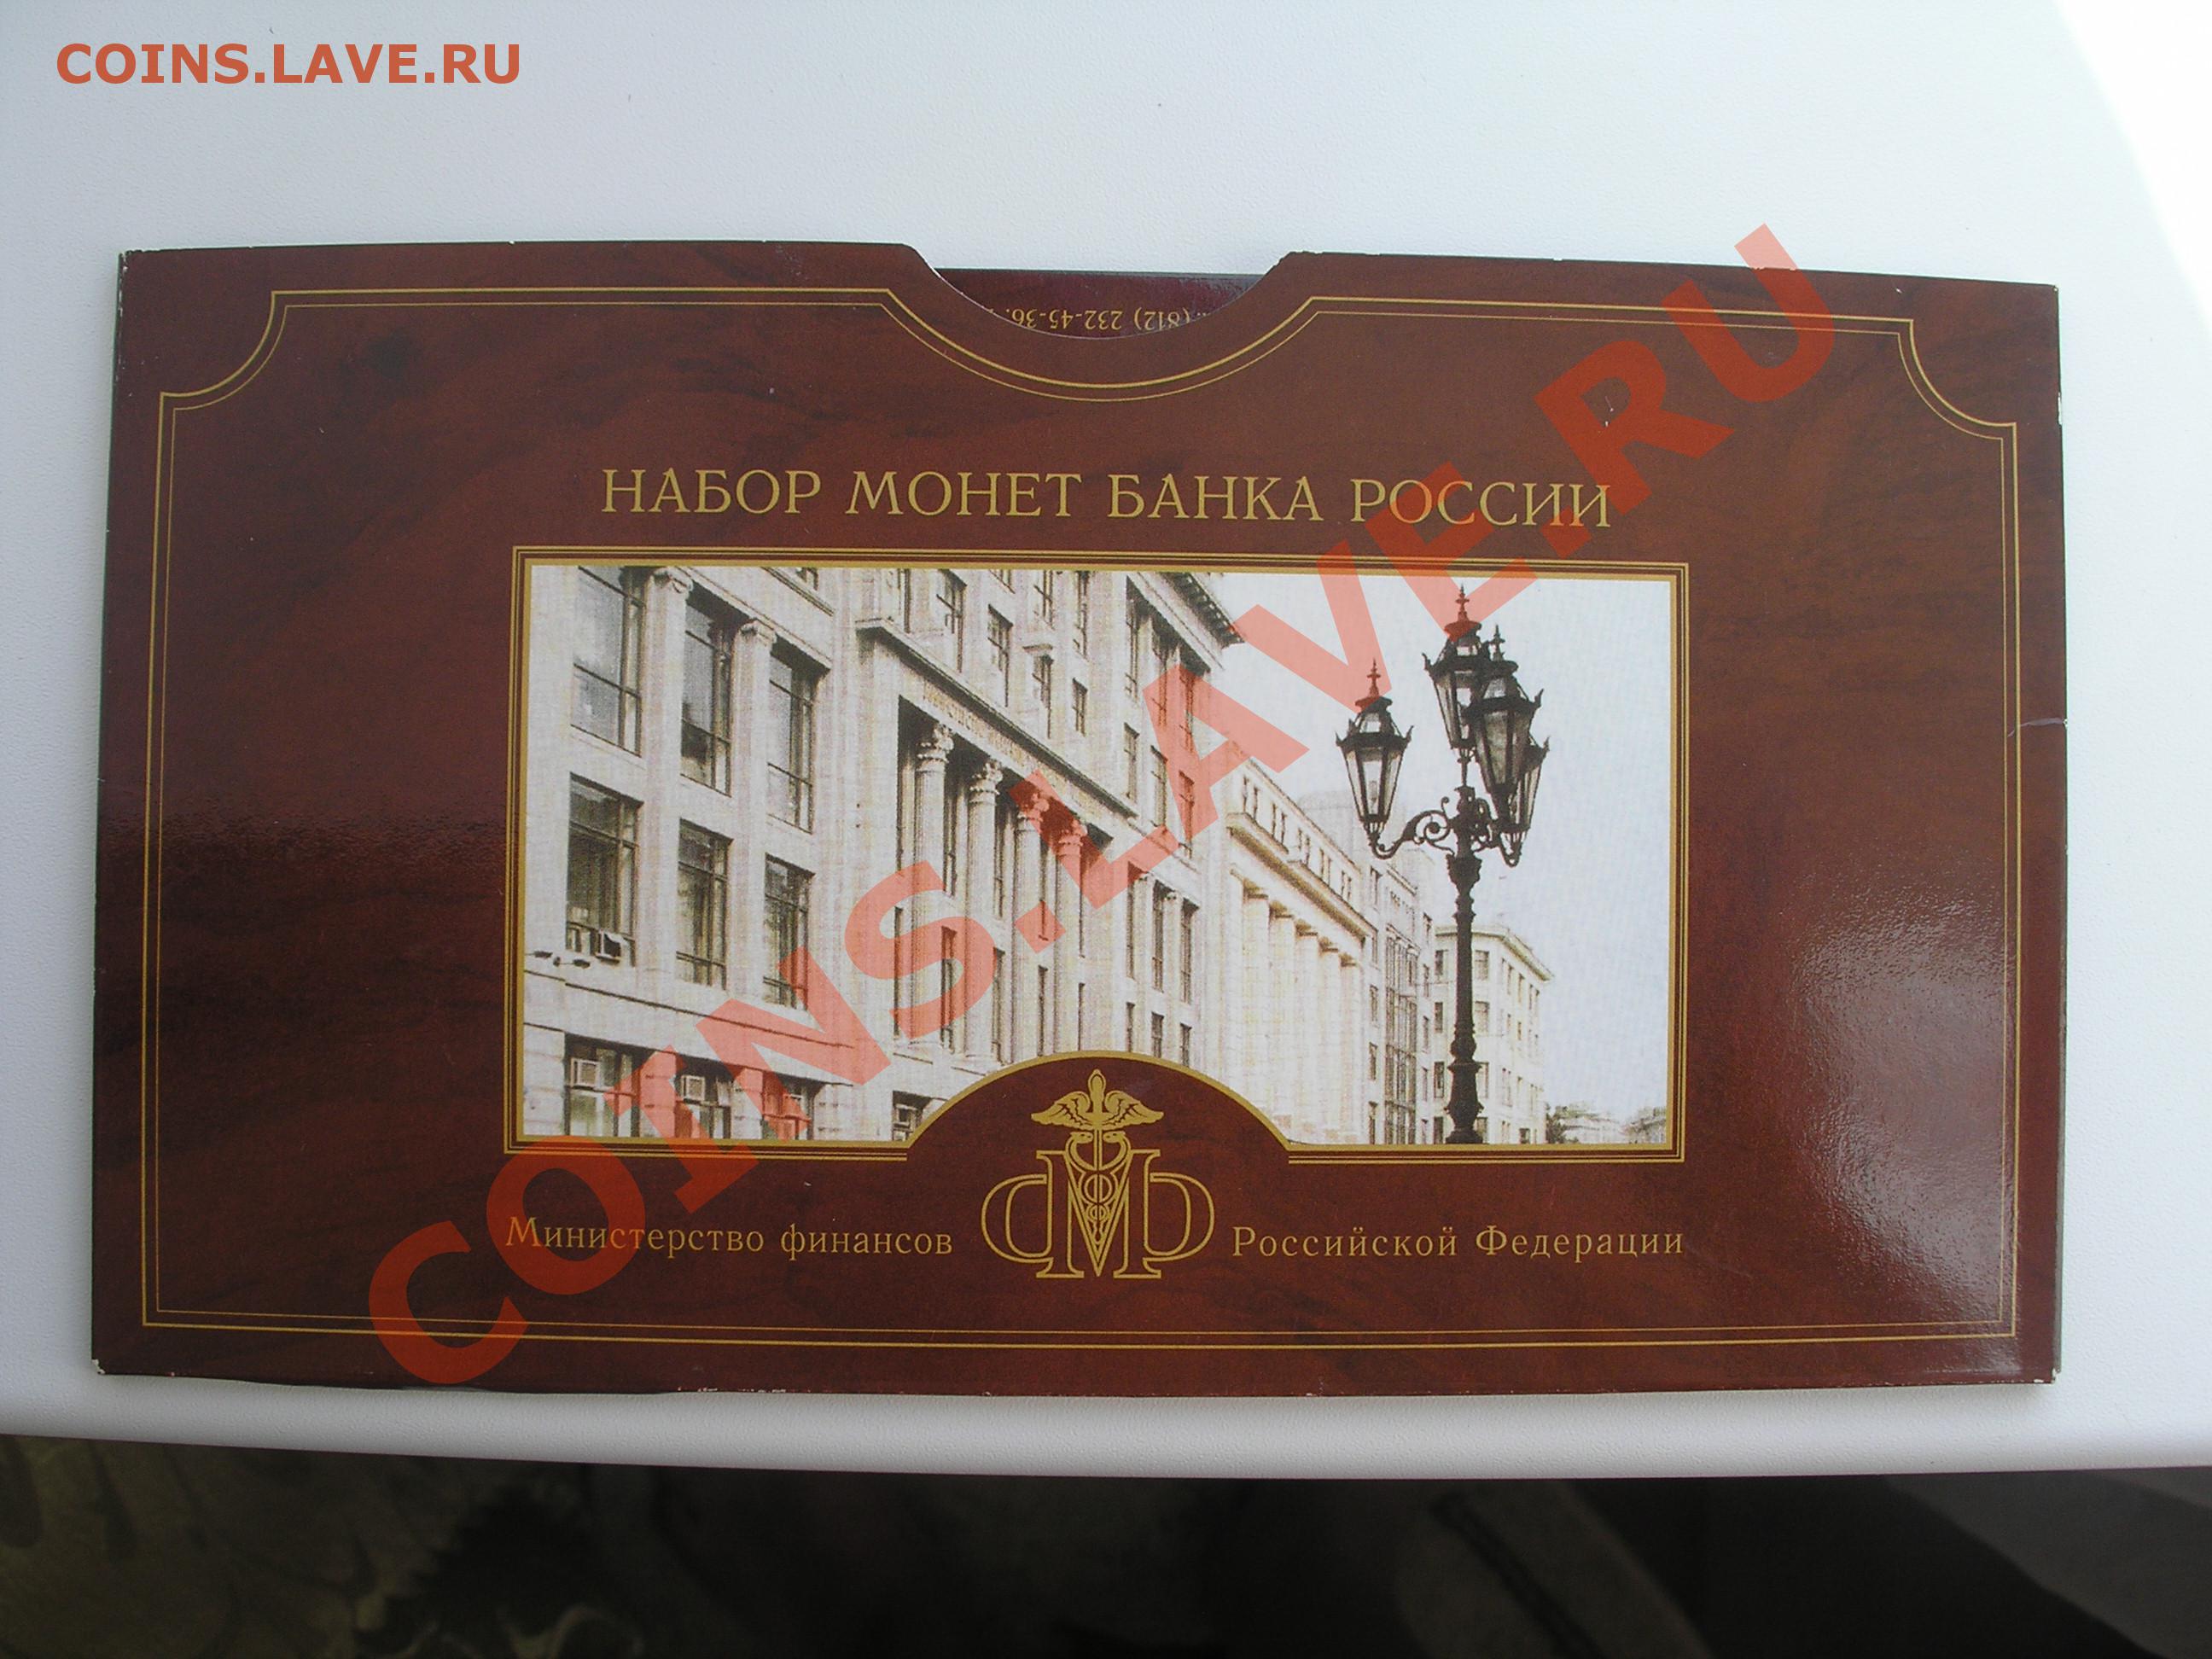 COINS.LAVE.RU
(812) 232-45-36
НАБОР МОНЕТ БАНКА РОССИИ
COINS.LAVE.RU
Министерство финансов Российской Федерации